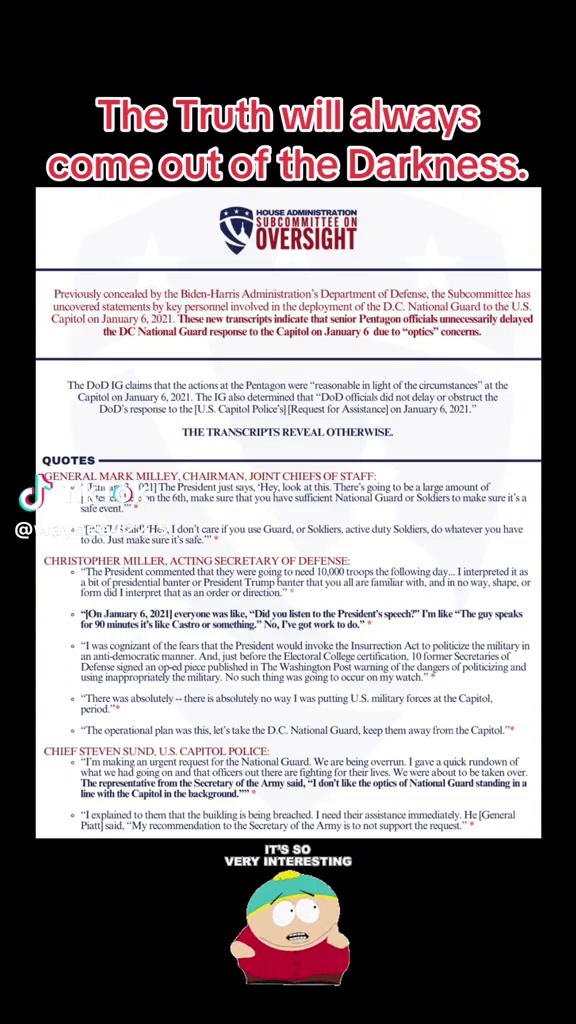 The Truth will always
come out of the Darkness.
HOUSE ADMINISTRATION
SUBCOMMITTEE ON
OVERSIGHT
Previously concealed by the Biden-Harris Administration's Department of Defense, the Subcommittee has
uncovered statements by key personnel involved in the deployment of the D.C. National Guard to the U.S.
Capitol on January 6, 2021. These new transcripts indicate that senior Pentagon officials unnecessarily delayed
the DC National Guard response to the Capitol on January 6 due to "optics" concerns.
The DoD IG claims that the actions at the Pentagon were "reasonable in light of the circumstances" at the
Capitol on January 6, 2021. The IG also determined that "DoD officials did not delay or obstruct the
DoD's response to the [U.S. Capitol Police's] [Request for Assistance] on January 6, 2021."
THE TRANSCRIPTS REVEAL OTHERWISE.
QUOTES
GENERAL MARK MILLEY, CHAIRMAN, JOINT CHIEFS OF STAFF:
2021] The President just says, 'Hey, look at this. There's going to be a large amount of
on the 6th, make sure that you have sufficient National Guard or Soldiers to make sure it's a
safe event.'" *
'Hey, I don't care if you use Guard, or Soldiers, active duty Soldiers, do whatever you have
to do. Just make sure it's safe.'" *
CHRISTOPHER MILLER, ACTING SECRETARY OF DEFENSE:
◦ "The President commented that they were going to need 10,000 troops the following day... I interpreted it as
a bit of presidential banter or President Trump banter that you all are familiar with, and in no way, shape, or
form did I interpret that as an order or direction." *
◦ "[On January 6, 2021] everyone was like, "Did you listen to the President's speech?" I'm like "The guy speaks
for 90 minutes it's like Castro or something." No, I've got work to do." *
◦ "I was cognizant of the fears that the President would invoke the Insurrection Act to politicize the military in
an anti-democratic manner. And, just before the Electoral College certification, 10 former Secretaries of
Defense signed an op-ed piece published in The Washington Post warning of the dangers of politicizing and
using inappropriately the military. No such thing was going to occur on my watch." *
◦ "There was absolutely -- there is absolutely no way I was putting U.S. military forces at the Capitol,
period."*
◦ "The operational plan was this, let's take the D.C. National Guard, keep them away from the Capitol."*
CHIEF STEVEN SUND, U.S. CAPITOL POLICE:
◦ "I'm making an urgent request for the National Guard. We are being overrun. I gave a quick rundown of
what we had going on and that officers out there are fighting for their lives. We were about to be taken over.
The representative from the Secretary of the Army said, "I don't like the optics of National Guard standing in a
line with the Capitol in the background."" *
◦ "I explained to them that the building is being breached. I need their assistance immediately. He [General
Piatt] said, "My recommendation to the Secretary of the Army is to not support the request." *
IT'S SO
VERY INTERESTING